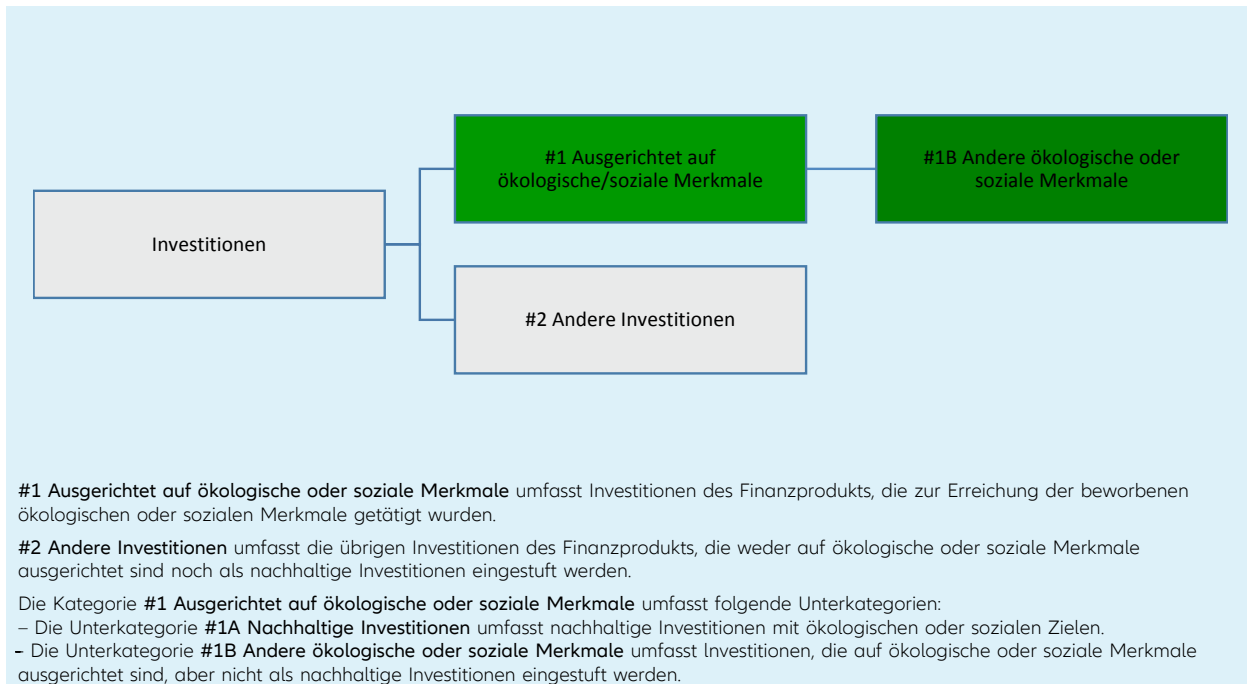 #1 Ausgerichtet auf
ökologische/soziale Merkmale
#1B Andere ökologische oder
soziale Merkmale
Investitionen
#2 Andere Investitionen
#1 Ausgerichtet auf ökologische oder soziale Merkmale umfasst Investitionen des Finanzprodukts, die zur Erreichung der beworbenen
ökologischen oder sozialen Merkmale getätigt wurden.
#2 Andere Investitionen umfasst die übrigen Investitionen des Finanzprodukts, die weder auf ökologische oder soziale Merkmale
ausgerichtet sind noch als nachhaltige Investitionen eingestuft werden.
Die Kategorie #1 Ausgerichtet auf ökologische oder soziale Merkmale umfasst folgende Unterkategorien:
– Die Unterkategorie #1A Nachhaltige Investitionen umfasst nachhaltige Investitionen mit ökologischen oder sozialen Zielen.
- Die Unterkategorie #1B Andere ökologische oder soziale Merkmale umfasst Investitionen, die auf ökologische oder soziale Merkmale
ausgerichtet sind, aber nicht als nachhaltige Investitionen eingestuft werden.